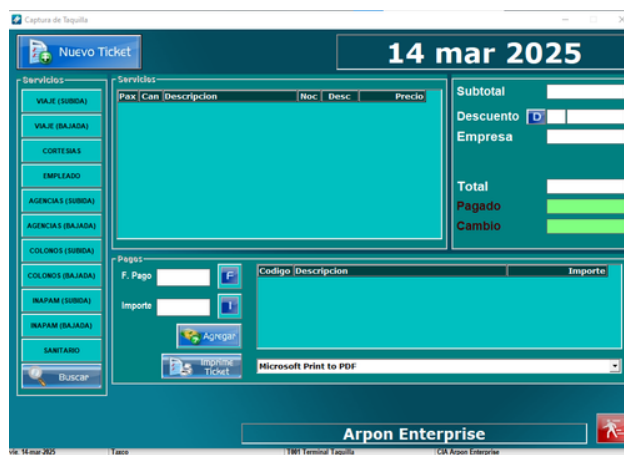 Captura de Taquilla
Nuevo Ticket
14 mar 2025
Servicios
VIAJE (SUBIDA)
VIAJE (BAJADA)
CORTESIAS
EMPLEADO
AGENCIAS (SUBIDA)
AGENCIAS (BAJADA)
COLONOS (SUBIDA)
COLONOS (BAJADA)
INAPAM (SUBIDA)
INAPAM (BAJADA)
SANITARIO
Buscar
Servicios
Pax Can Descripcion Noc Desc Precio
Subtotal
Descuento D
Empresa
Total
Pagado
Cambio
Pagos
F. Pago F
Importe I
Agregar
Imprime Ticket
Codigo Descripcion Importe
Microsoft Print to PDF
Arpon Enterprise
vie. 14-mar-2025 Taxco T001 Terminal Taquilla CIA Arpon Enterprise